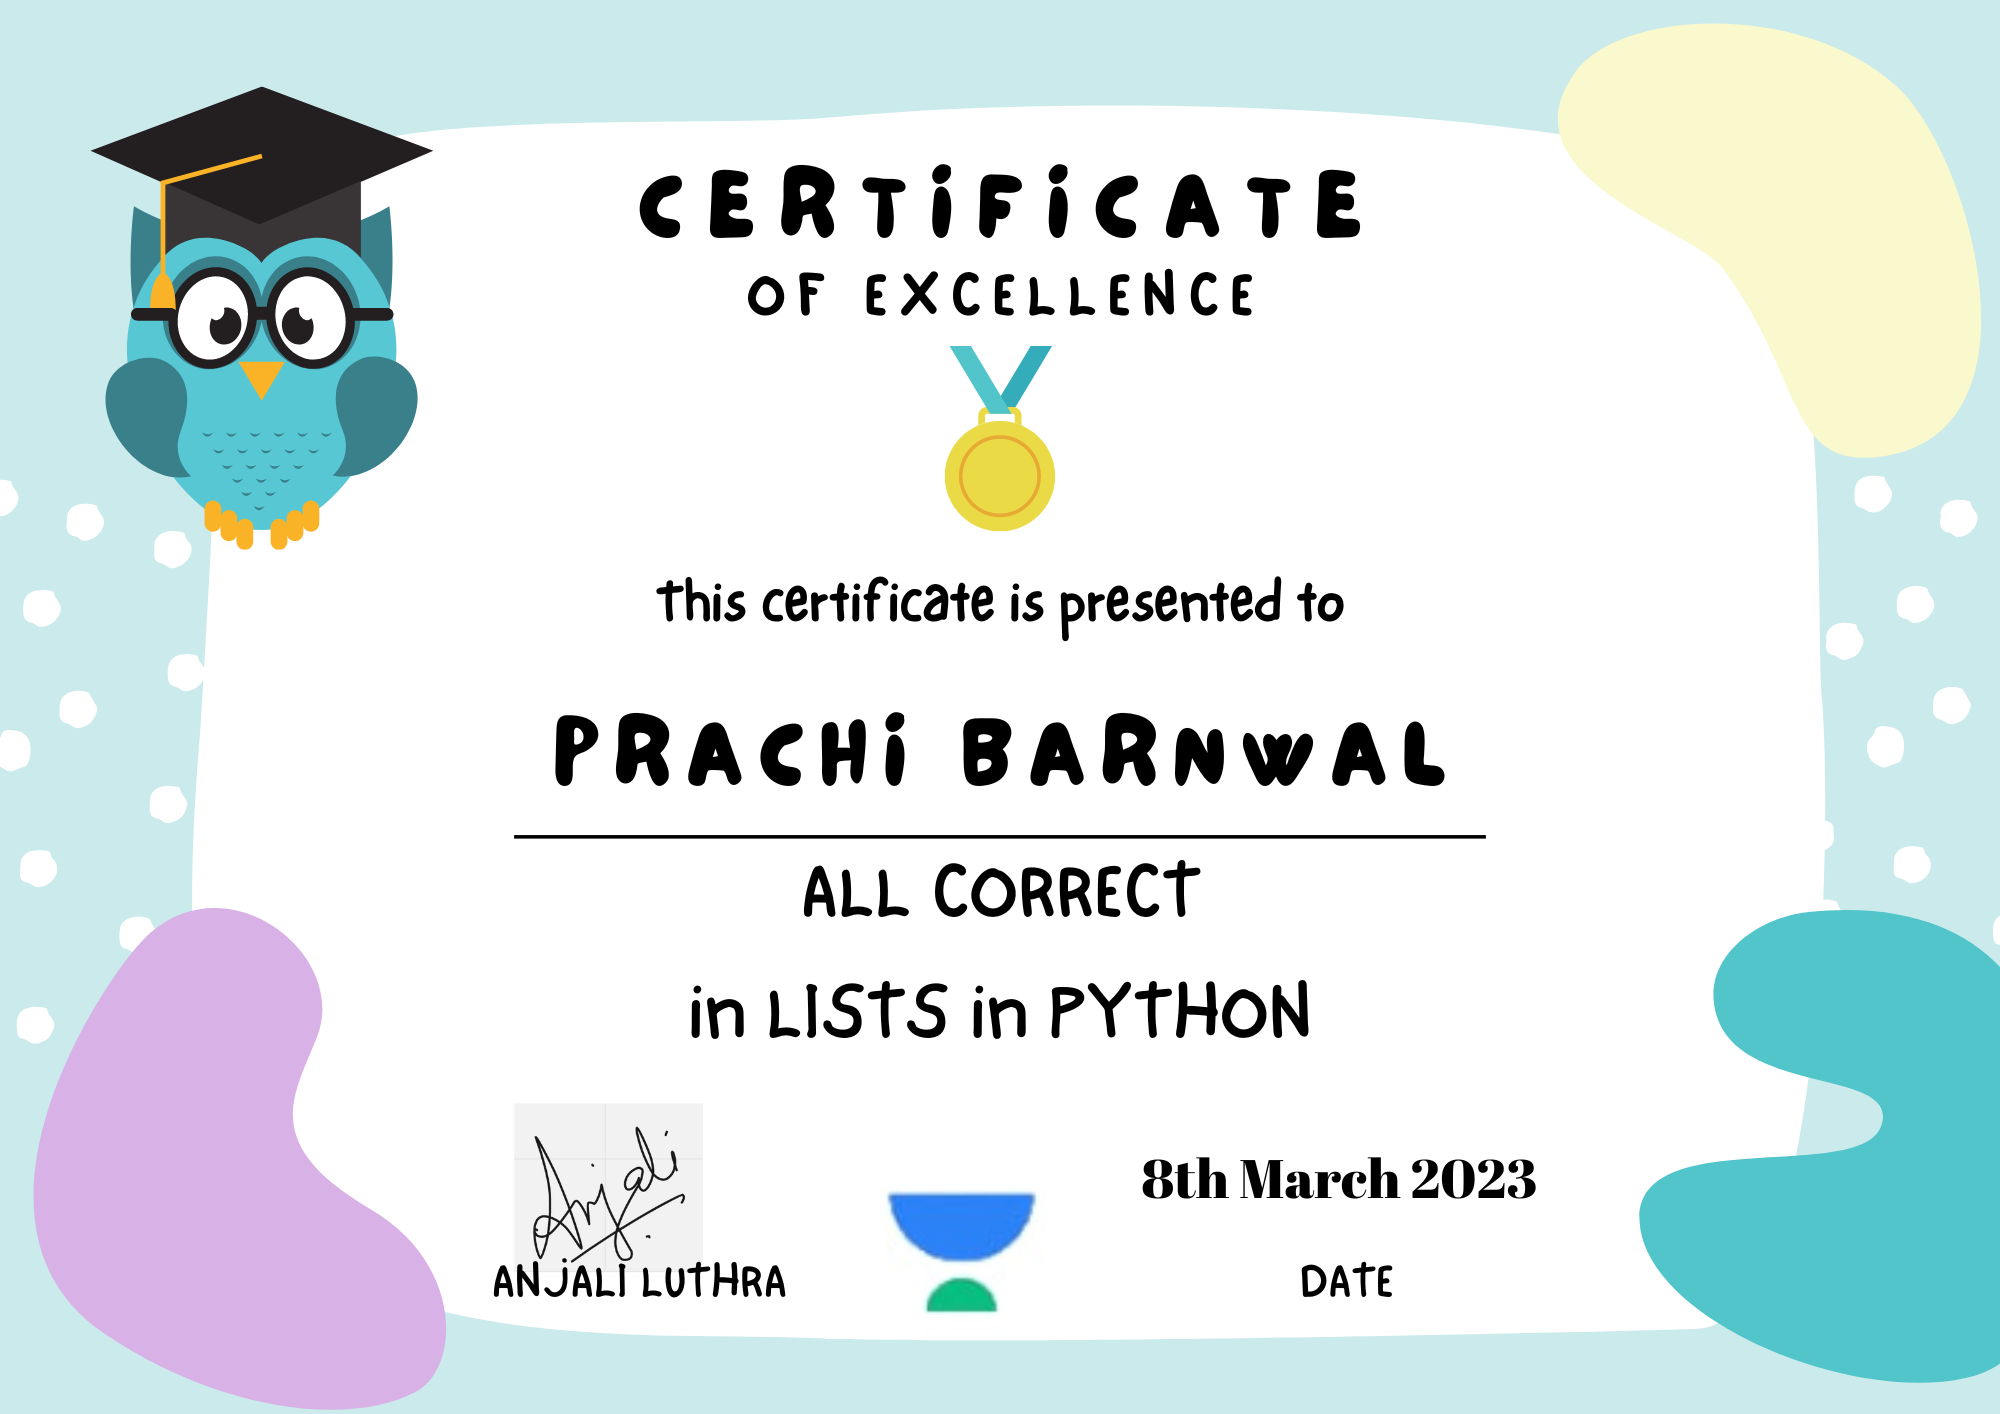 CERTIFICATE
OF EXCELLENCE
this certificate is presented to
PRACHI BARNWAL
ALL CORRECT
in LISTS in PYTHON
Anjali
8th March 2023
ANJALI LUTHRA
DATE